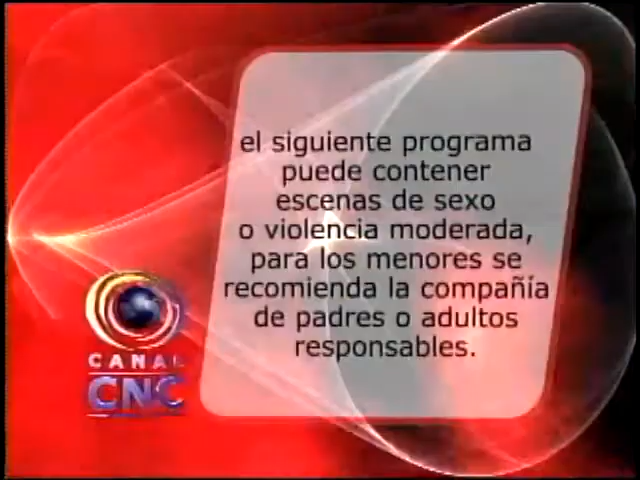 el siguiente programa
puede contener
escenas de sexo
o violencia moderada,
para los menores se
recomienda la compañía
de padres o adultos
responsables.
CANAL
CNC